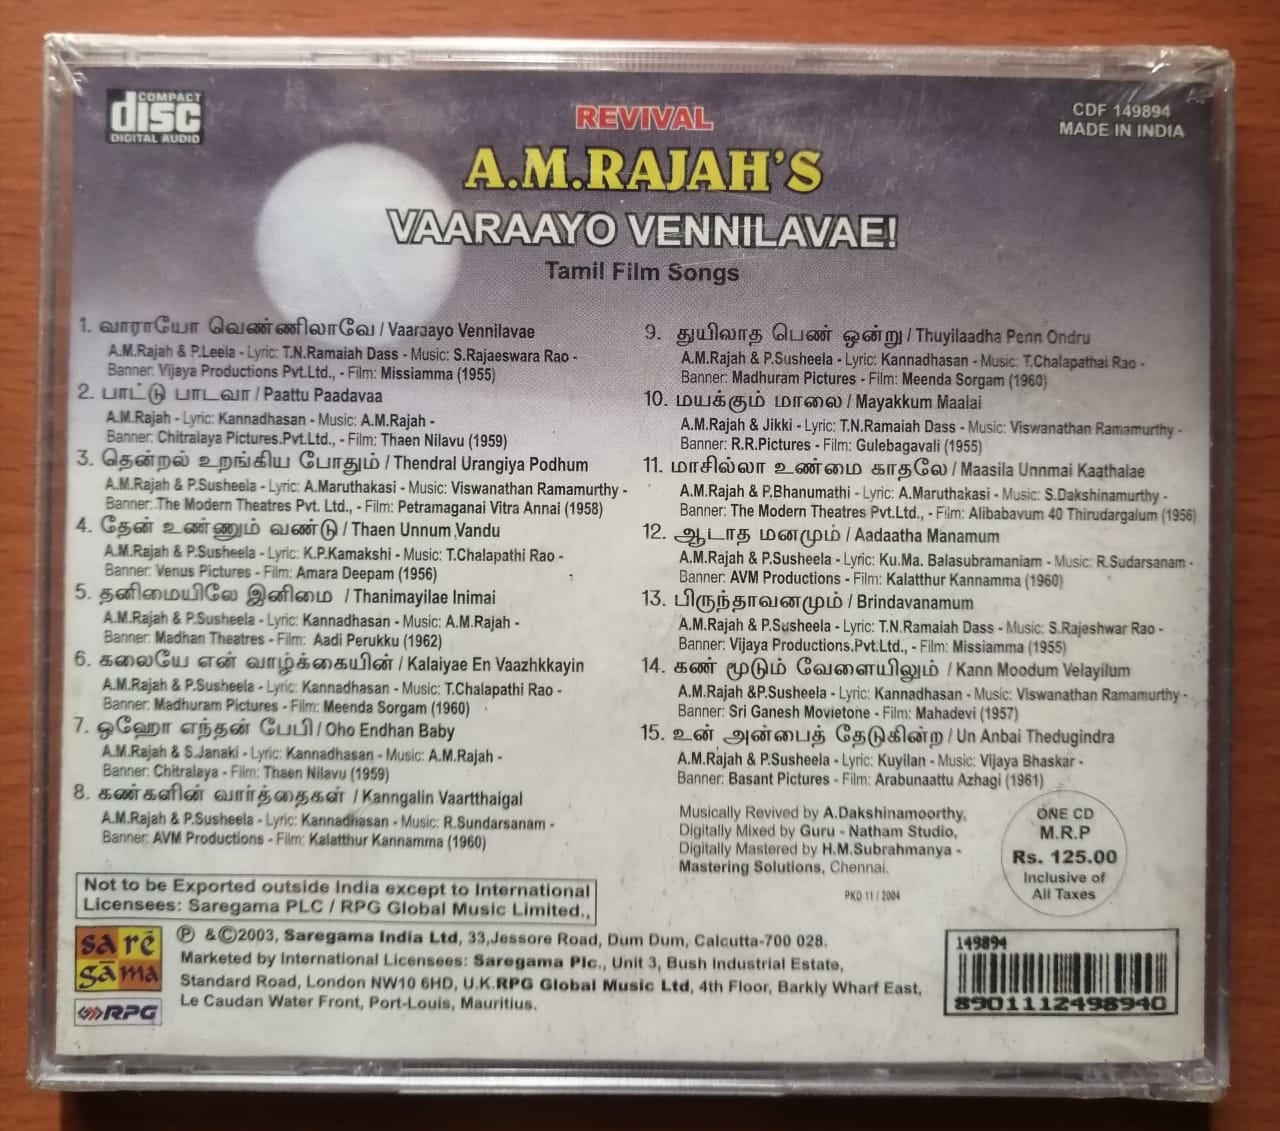 COMPACT
disc
DIGITAL AUDIO
REVIVAL
A.M.RAJAH'S
VAARAAYO VENNILAVAE!
Tamil Film Songs
CDF 149894
MADE IN INDIA
1. வாராயோ வெண்ணிலாவே / Vaaraayo Vennilavae
A.M.Rajah & P.Leela - Lyric: T.N.Ramaiah Dass - Music: S.Rajaeswara Rao -
Banner: Vijaya Productions Pvt.Ltd., - Film: Missiamma (1955)
2. பாட்டு பாடவா / Paattu Paadavaa
A.M.Rajah - Lyric: Kannadhasan - Music: A.M.Rajah -
Banner: Chitralaya Pictures.Pvt.Ltd., - Film: Thaen Nilavu (1959)
3. தென்றல் உறங்கிய போதும் / Thendral Urangiya Podhum
A.M.Rajah & P.Susheela - Lyric: A.Maruthakasi - Music: Viswanathan Ramamurthy -
Banner: The Modern Theatres Pvt. Ltd., - Film: Petramaganai Vitra Annai (1958)
4. தேன் உண்ணும் வண்டு / Thaen Unnum Vandu
A.M.Rajah & P.Susheela - Lyric: K.P.Kamakshi - Music: T.Chalapathi Rao -
Banner: Venus Pictures - Film: Amara Deepam (1956)
5. தனிமையிலே இனிமை / Thanimayilae Inimai
A.M.Rajah & P.Susheela - Lyric: Kannadhasan - Music: A.M.Rajah -
Banner: Madhan Theatres - Film: Aadi Perukku (1962)
6. கலையே என் வாழ்க்கையின் / Kalaiyae En Vaazhkkayin
A.M.Rajah & P.Susheela - Lyric: Kannadhasan - Music: T.Chalapathi Rao -
Banner: Madhuram Pictures - Film: Meenda Sorgam (1960)
7. ஓஹோ எந்தன் பேபி / Oho Endhan Baby
A.M.Rajah & S.Janaki - Lyric: Kannadhasan - Music: A.M.Rajah -
Banner: Chitralaya - Film: Thaen Nilavu (1959)
8. கண்களின் வார்த்தைகள் / Kanngalin Vaartthaigal
A.M.Rajah & P.Susheela - Lyric: Kannadhasan - Music: R.Sundarsanam -
Banner: AVM Productions - Film: Kalatthur Kannamma (1960)
9. துயிலாத பெண் ஒன்று / Thuyilaadha Penn Ondru
A.M.Rajah & P.Susheela - Lyric: Kannadhasan - Music: T.Chalapathai Rao -
Banner: Madhuram Pictures - Film: Meenda Sorgam (1960)
10. மயக்கும் மாலை / Mayakkum Maalai
A.M.Rajah & Jikki - Lyric: T.N.Ramaiah Dass - Music: Viswanathan Ramamurthy -
Banner: R.R.Pictures - Film: Gulebagavali (1955)
11. மாசில்லா உண்மை காதலே / Maasila Unnmai Kaathalae
A.M.Rajah & P.Bhanumathi - Lyric: A.Maruthakasi - Music: S.Dakshinamurthy -
Banner: The Modern Theatres Pvt.Ltd., - Film: Alibabavum 40 Thirudargalum (1956)
12. ஆடாத மனமும் / Aadaatha Manamum
A.M.Rajah & P.Susheela - Lyric: Ku.Ma. Balasubramaniam - Music: R.Sudarsanam -
Banner: AVM Productions - Film: Kalatthur Kannamma (1960)
13. பிருந்தாவனமும் / Brindavanamum
A.M.Rajah & P.Susheela - Lyric: T.N.Ramaiah Dass - Music: S.Rajeshwar Rao -
Banner: Vijaya Productions.Pvt.Ltd., - Film: Missiamma (1955)
14. கண் மூடும் வேளையிலும் / Kann Moodum Velayilum
A.M.Rajah &P.Susheela - Lyric: Kannadhasan - Music: Viswanathan Ramamurthy -
Banner: Sri Ganesh Movietone - Film: Mahadevi (1957)
15. உன் அன்பைத் தேடுகின்ற / Un Anbai Thedugindra
A.M.Rajah & P.Susheela - Lyric: Kuyilan - Music: Vijaya Bhaskar -
Banner: Basant Pictures - Film: Arabunaattu Azhagi (1961)
Musically Revived by A.Dakshinamoorthy,
Digitally Mixed by Guru - Natham Studio,
Digitally Mastered by H.M.Subrahmanya -
Mastering Solutions, Chennai.
PKD 11 / 2004
ONE CD
M.R.P
Rs. 125.00
Inclusive of
All Taxes
Not to be Exported outside India except to International
Licensees: Saregama PLC / RPG Global Music Limited.,
sa rē
gama
RPG
℗ &©2003, Saregama India Ltd, 33,Jessore Road, Dum Dum, Calcutta-700 028.
Marketed by International Licensees: Saregama Plc., Unit 3, Bush Industrial Estate,
Standard Road, London NW10 6HD, U.K.RPG Global Music Ltd, 4th Floor, Barkly Wharf East,
Le Caudan Water Front, Port-Louis, Mauritius.
149894
8901112498940